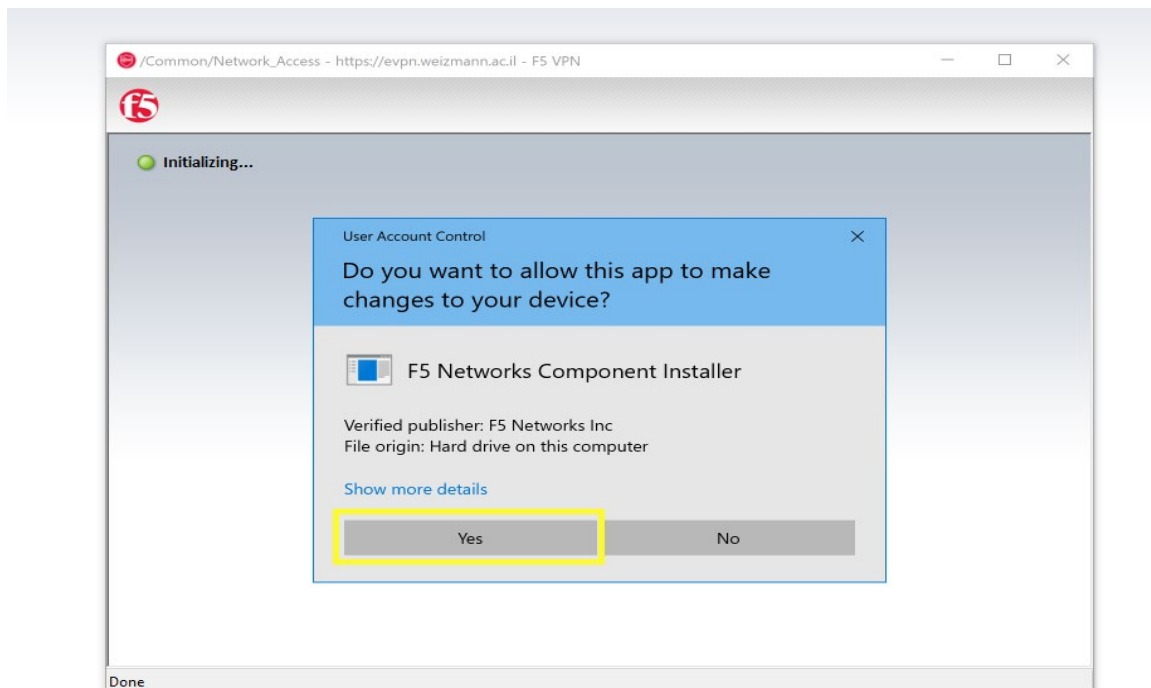 /Common/Network_Access - https://evpn.weizmann.ac.il - F5 VPN
f5
Initializing...
User Account Control
Do you want to allow this app to make
changes to your device?
F5 Networks Component Installer
Verified publisher: F5 Networks Inc
File origin: Hard drive on this computer
Show more details
Yes No
Done